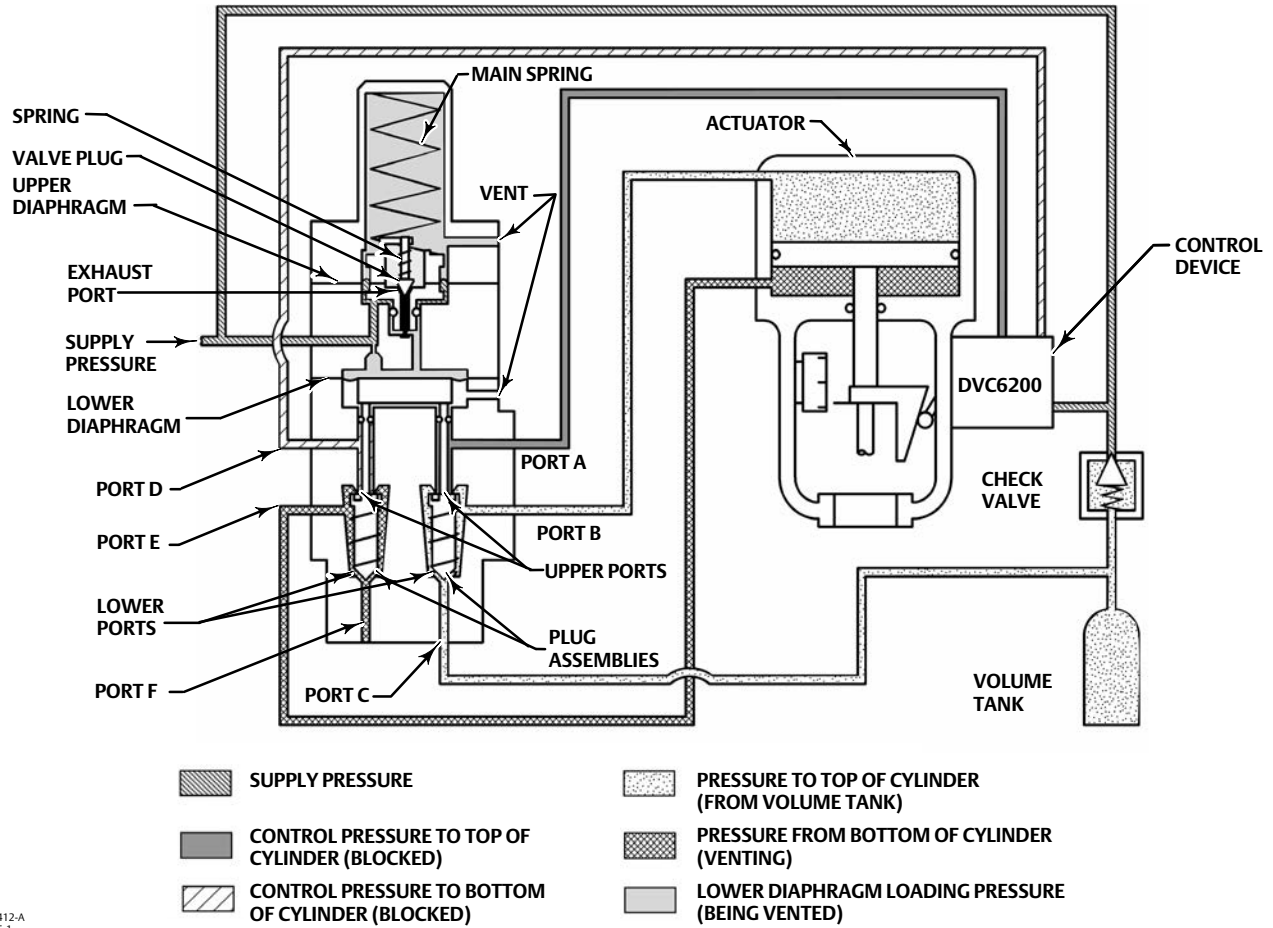 MAIN SPRING
SPRING
ACTUATOR
VALVE PLUG
UPPER
DIAPHRAGM
VENT
CONTROL
DEVICE
EXHAUST
PORT
SUPPLY
PRESSURE
DVC6200
LOWER
DIAPHRAGM
PORT A
CHECK
VALVE
PORT D
PORT E
PORT B
UPPER PORTS
LOWER
PORTS
PLUG
ASSEMBLIES
PORT F
PORT C
VOLUME
TANK
SUPPLY PRESSURE
PRESSURE TO TOP OF CYLINDER
(FROM VOLUME TANK)
CONTROL PRESSURE TO TOP OF
CYLINDER (BLOCKED)
PRESSURE FROM BOTTOM OF CYLINDER
(VENTING)
CONTROL PRESSURE TO BOTTOM
OF CYLINDER (BLOCKED)
LOWER DIAPHRAGM LOADING PRESSURE
(BEING VENTED)
412-A